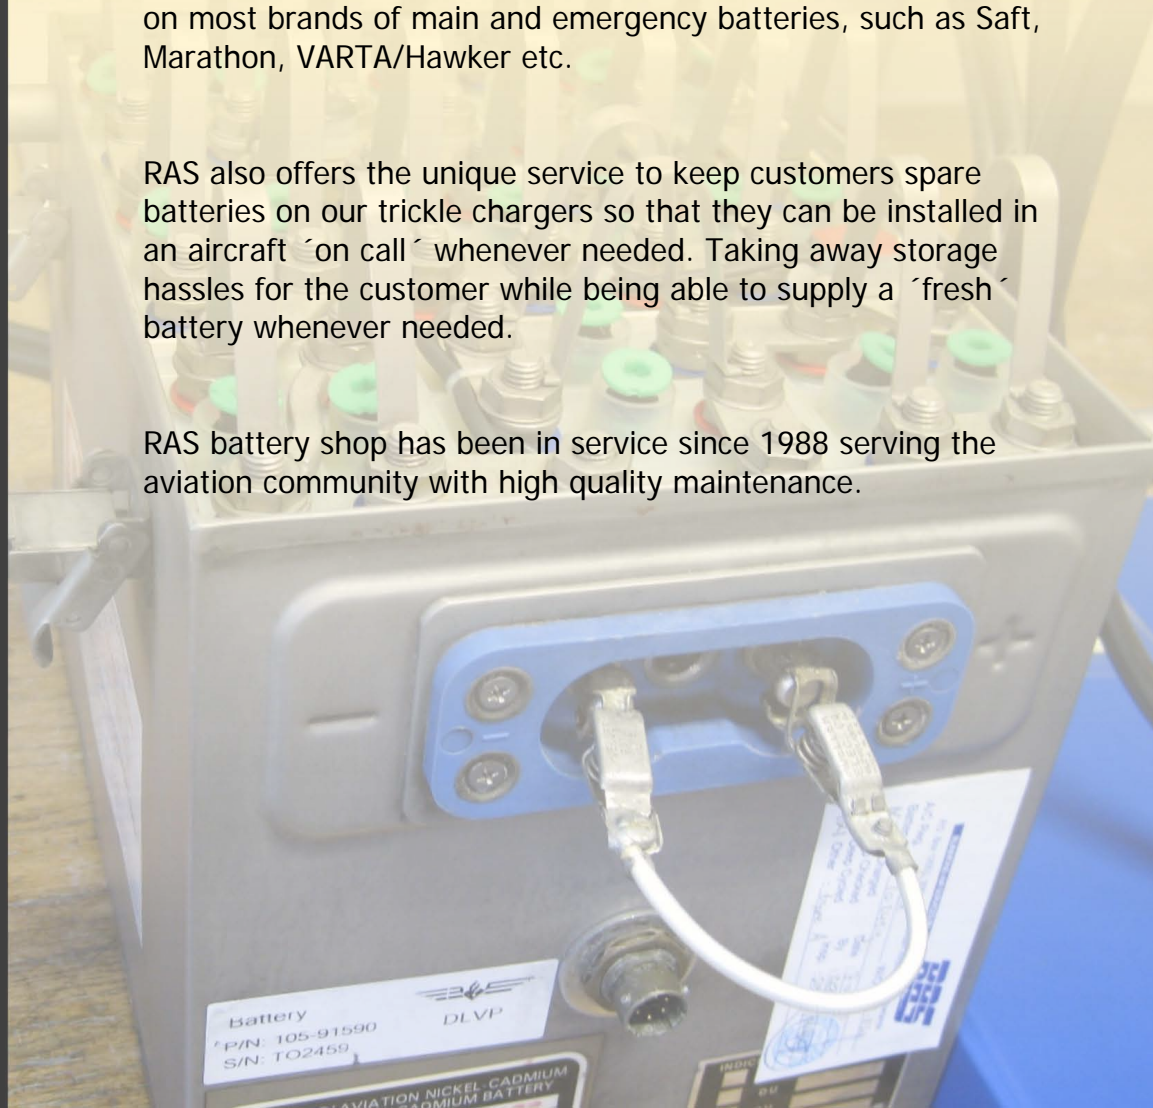 on most brands of main and emergency batteries, such as Saft,
Marathon, VARTA/Hawker etc.
RAS also offers the unique service to keep customers spare
batteries on our trickle chargers so that they can be installed in
an aircraft ´on call´ whenever needed. Taking away storage
hassles for the customer while being able to supply a ´fresh´
battery whenever needed.
RAS battery shop has been in service since 1988 serving the
aviation community with high quality maintenance.
Battery
DLVP
P/N: 105-91590
S/N: TO2459
AVIATION NICKEL-CADMIUM
CADMIUM BATTERY